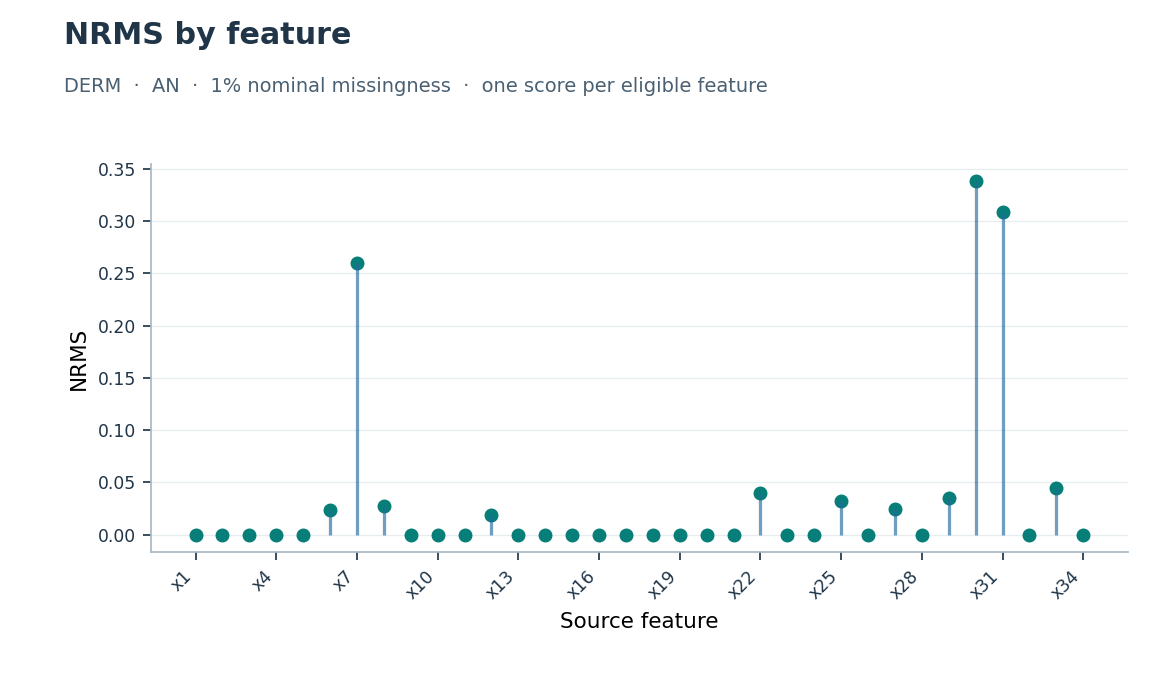 NRMS by feature
DERM · AN · 1% nominal missingness · one score per eligible feature
0.35
0.30
0.25
0.20
0.15
0.10
0.05
0.00
NRMS
x1 x4 x7 x10 x13 x16 x19 x22 x25 x28 x31 x34
Source feature